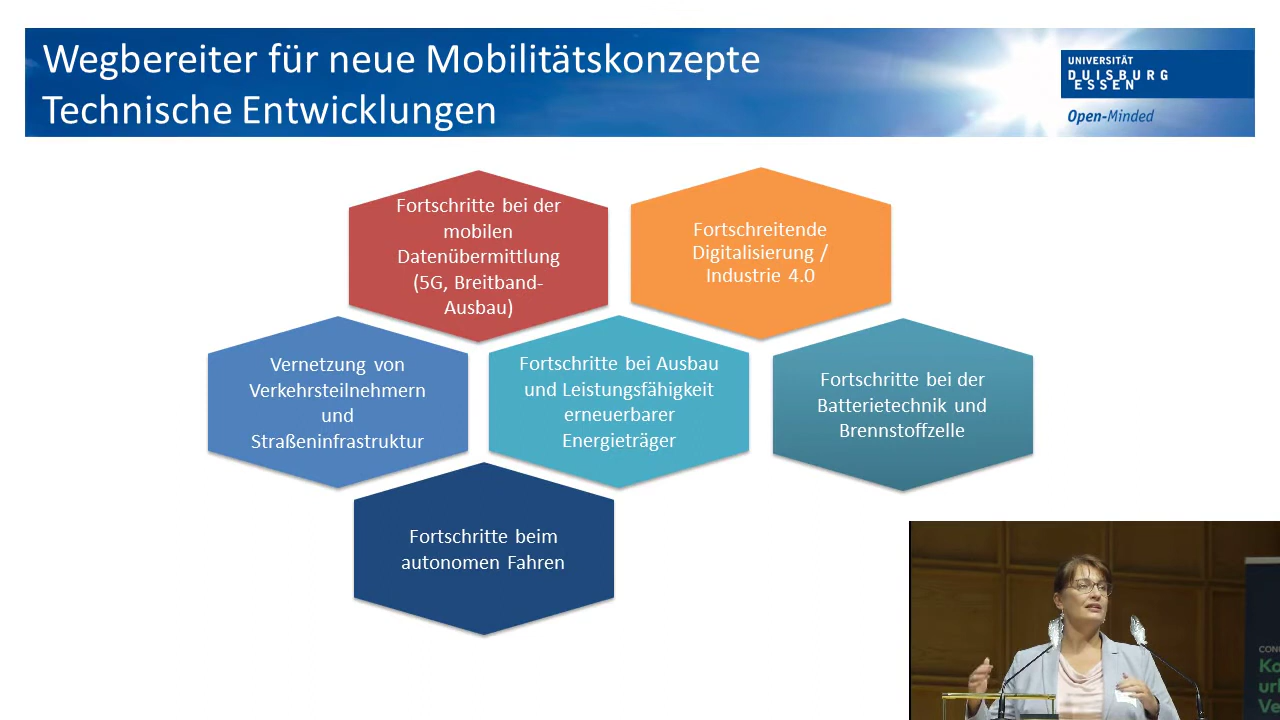 Wegbereiter für neue Mobilitätskonzepte
Technische Entwicklungen
UNIVERSITÄT
DUISBURG
ESSEN
Open-Minded
Fortschritte bei der
mobilen
Datenübermittlung
(5G, Breitband-
Ausbau)
Fortschreitende
Digitalisierung /
Industrie 4.0
Vernetzung von
Verkehrsteilnehmern
und
Straßeninfrastruktur
Fortschritte bei Ausbau
und Leistungsfähigkeit
erneuerbarer
Energieträger
Fortschritte bei der
Batterietechnik und
Brennstoffzelle
Fortschritte beim
autonomen Fahren